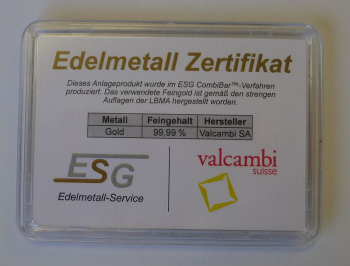 Edelmetall Zertifikat
Dieses Anlageprodukt wurde im ESG CombiBar™-Verfahren
produziert. Das verwendete Feingold ist gemäß den strengen
Auflagen der LBMA hergestellt worden.
Metall Feingehalt Hersteller
Gold 99,99 % Valcambi SA
ESG
Edelmetall-Service
valcambi
suisse